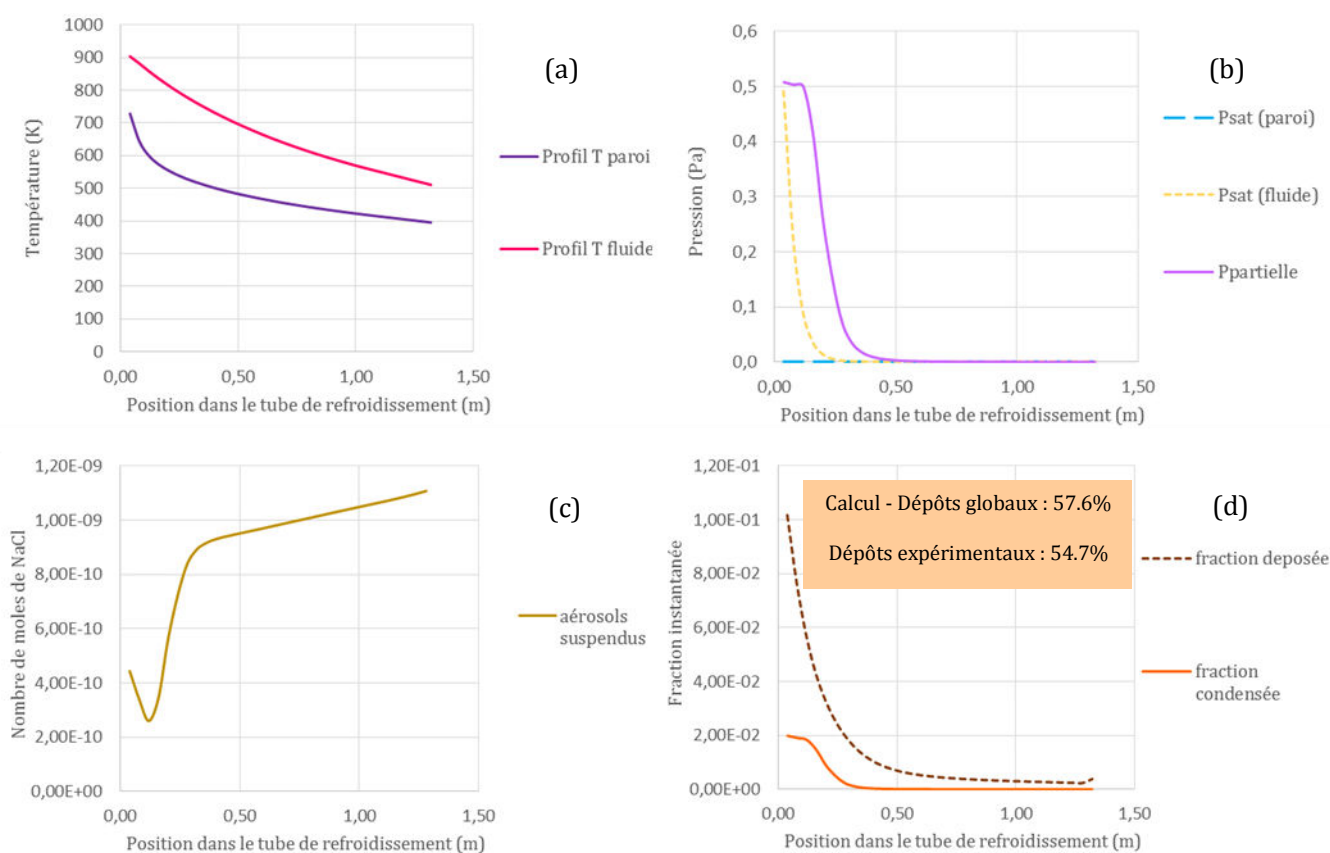 1000
900
800
700
600
500
400
300
200
100
0
0,00 0,50 1,00 1,50
Température (K)
Position dans le tube de refroidissement (m)
(a)
Profil T paroi
Profil T fluide
0,6
0,5
0,4
0,3
0,2
0,1
0,0
0,00 0,50 1,00 1,50
Pression (Pa)
Position dans le tube de refroidissement (m)
(b)
Psat (paroi)
Psat (fluide)
Ppartielle
1,20E-09
1,00E-09
8,00E-10
6,00E-10
4,00E-10
2,00E-10
0,00E+00
0,00 0,50 1,00 1,50
Nombre de moles de NaCl
Position dans le tube de refroidissement (m)
(c)
aérosols
suspendus
1,20E-01
1,00E-01
8,00E-02
6,00E-02
4,00E-02
2,00E-02
0,00E+00
0,00 0,50 1,00 1,50
Fraction instantanée
Position dans le tube de refroidissement (m)
Calcul - Dépôts globaux : 57.6%
Dépôts expérimentaux : 54.7%
(d)
fraction deposée
fraction
condensée